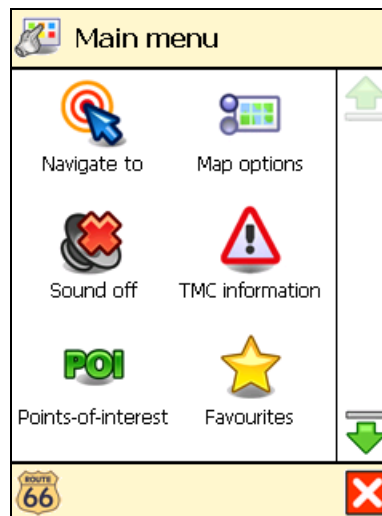 Main menu
Navigate to
Map options
Sound off
TMC information
POI
Points-of-interest
Favourites
ROUTE
66